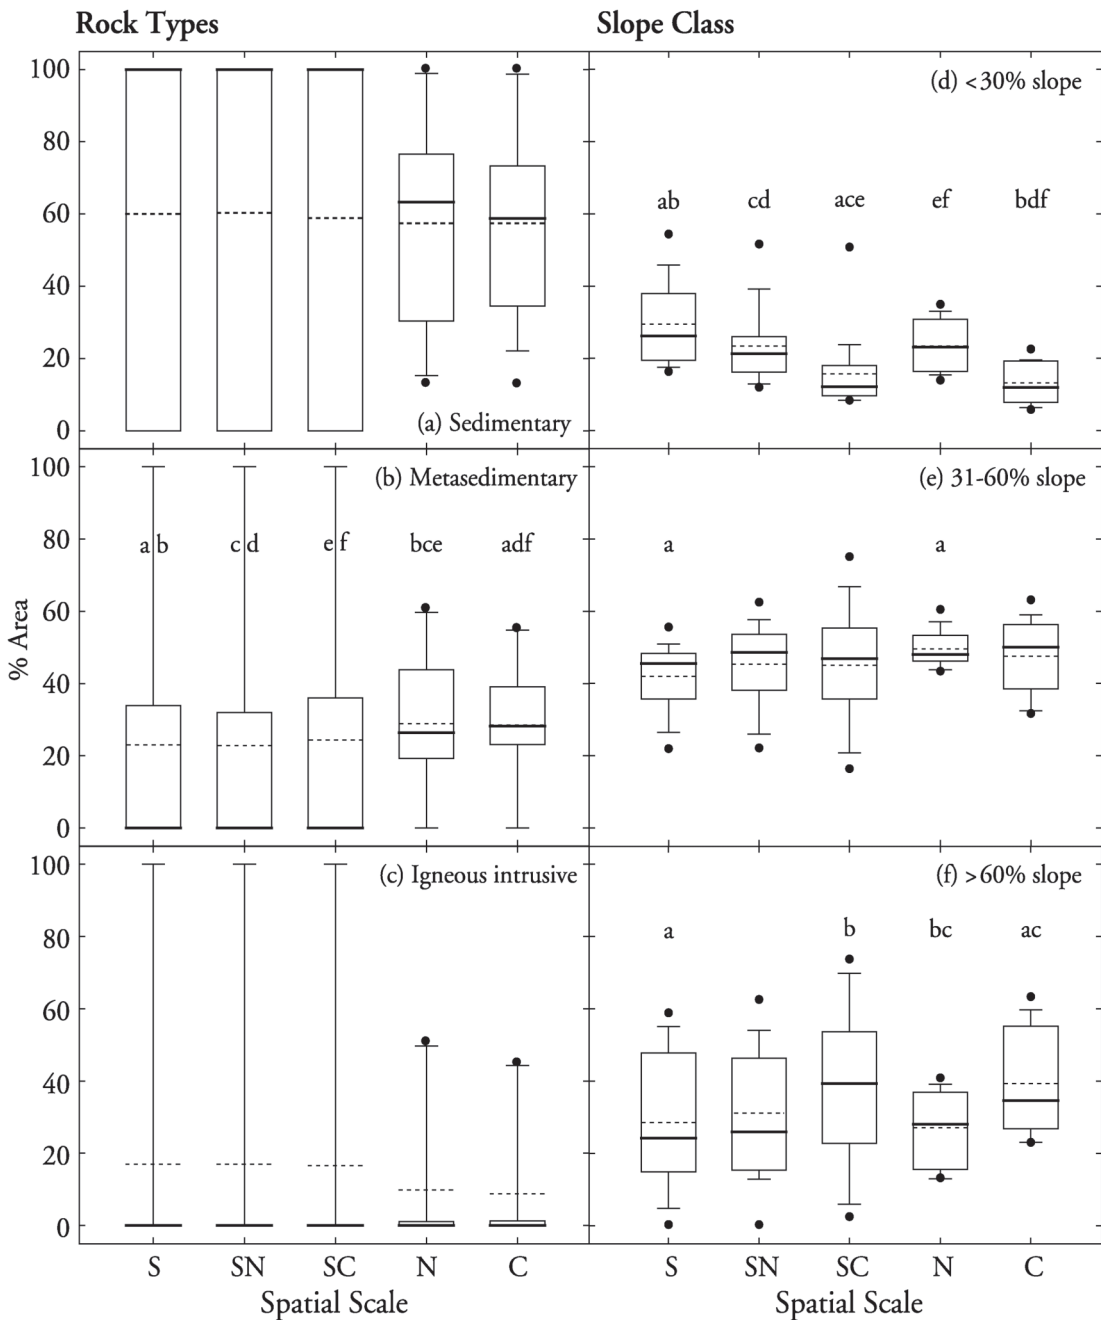 Rock Types
Slope Class
100
80
60
40
20
0
(a) Sedimentary
(d) <30% slope
ab cd ace ef bdf
100
80
60
40
20
0
% Area
(b) Metasedimentary
a b c d e f bce adf
(e) 31-60% slope
a a
100
80
60
40
20
0
(c) Igneous intrusive
(f) >60% slope
a b bc ac
S SN SC N C
Spatial Scale
S SN SC N C
Spatial Scale